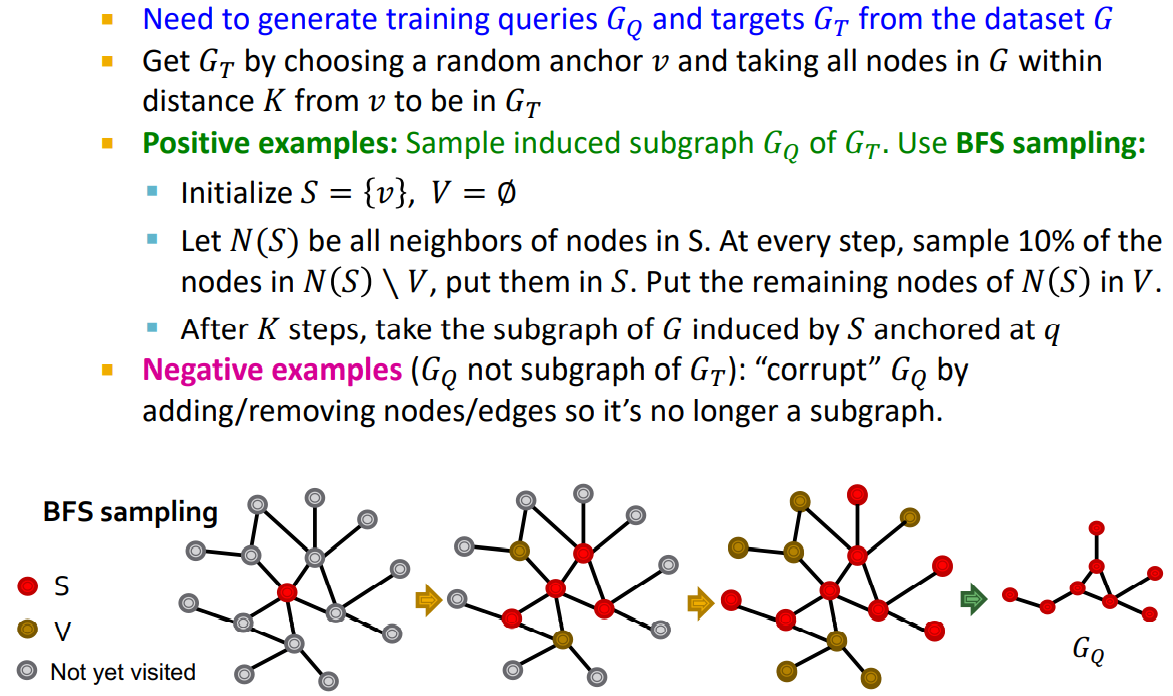 Need to generate training queries G_Q and targets G_T from the dataset G
Get G_T by choosing a random anchor v and taking all nodes in G within
distance K from v to be in G_T
Positive examples: Sample induced subgraph G_Q of G_T. Use BFS sampling:
Initialize S = {v}, V = ∅
Let N(S) be all neighbors of nodes in S. At every step, sample 10% of the
nodes in N(S) \ V, put them in S. Put the remaining nodes of N(S) in V.
After K steps, take the subgraph of G induced by S anchored at q
Negative examples (G_Q not subgraph of G_T): “corrupt” G_Q by
adding/removing nodes/edges so it’s no longer a subgraph.
BFS sampling
S
V
Not yet visited
G_Q